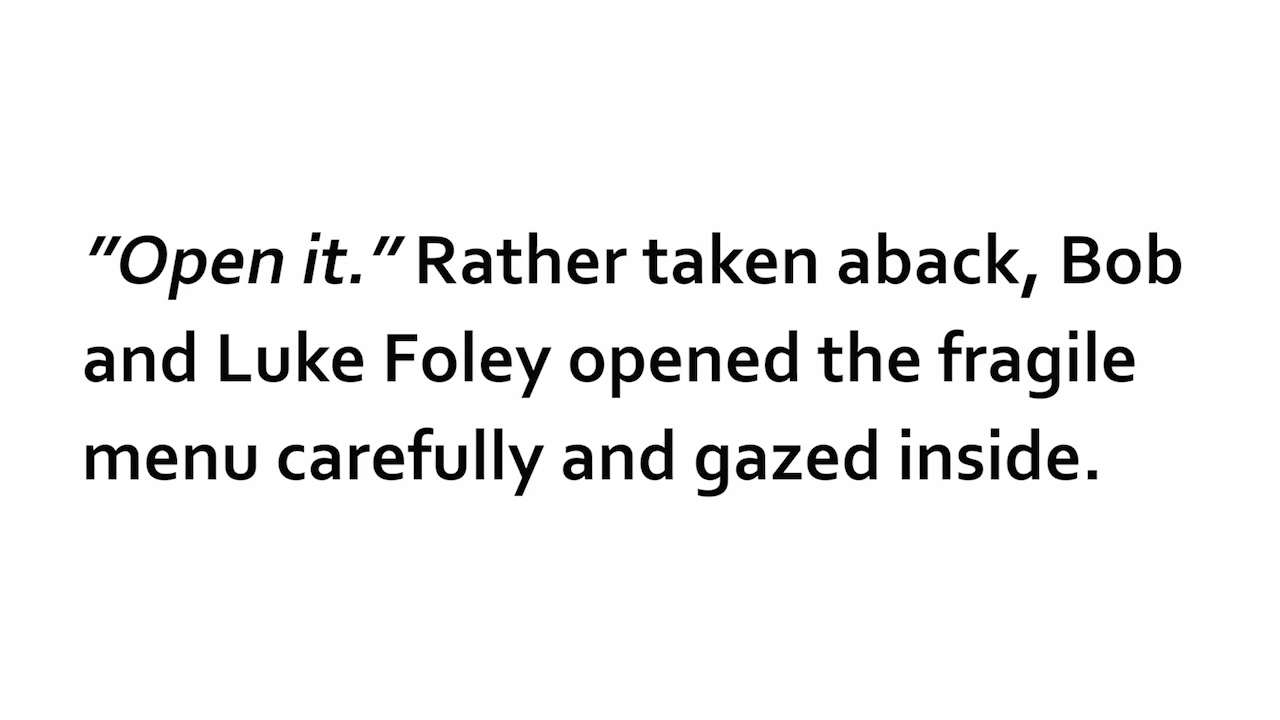 "Open it." Rather taken aback, Bob
and Luke Foley opened the fragile
menu carefully and gazed inside.